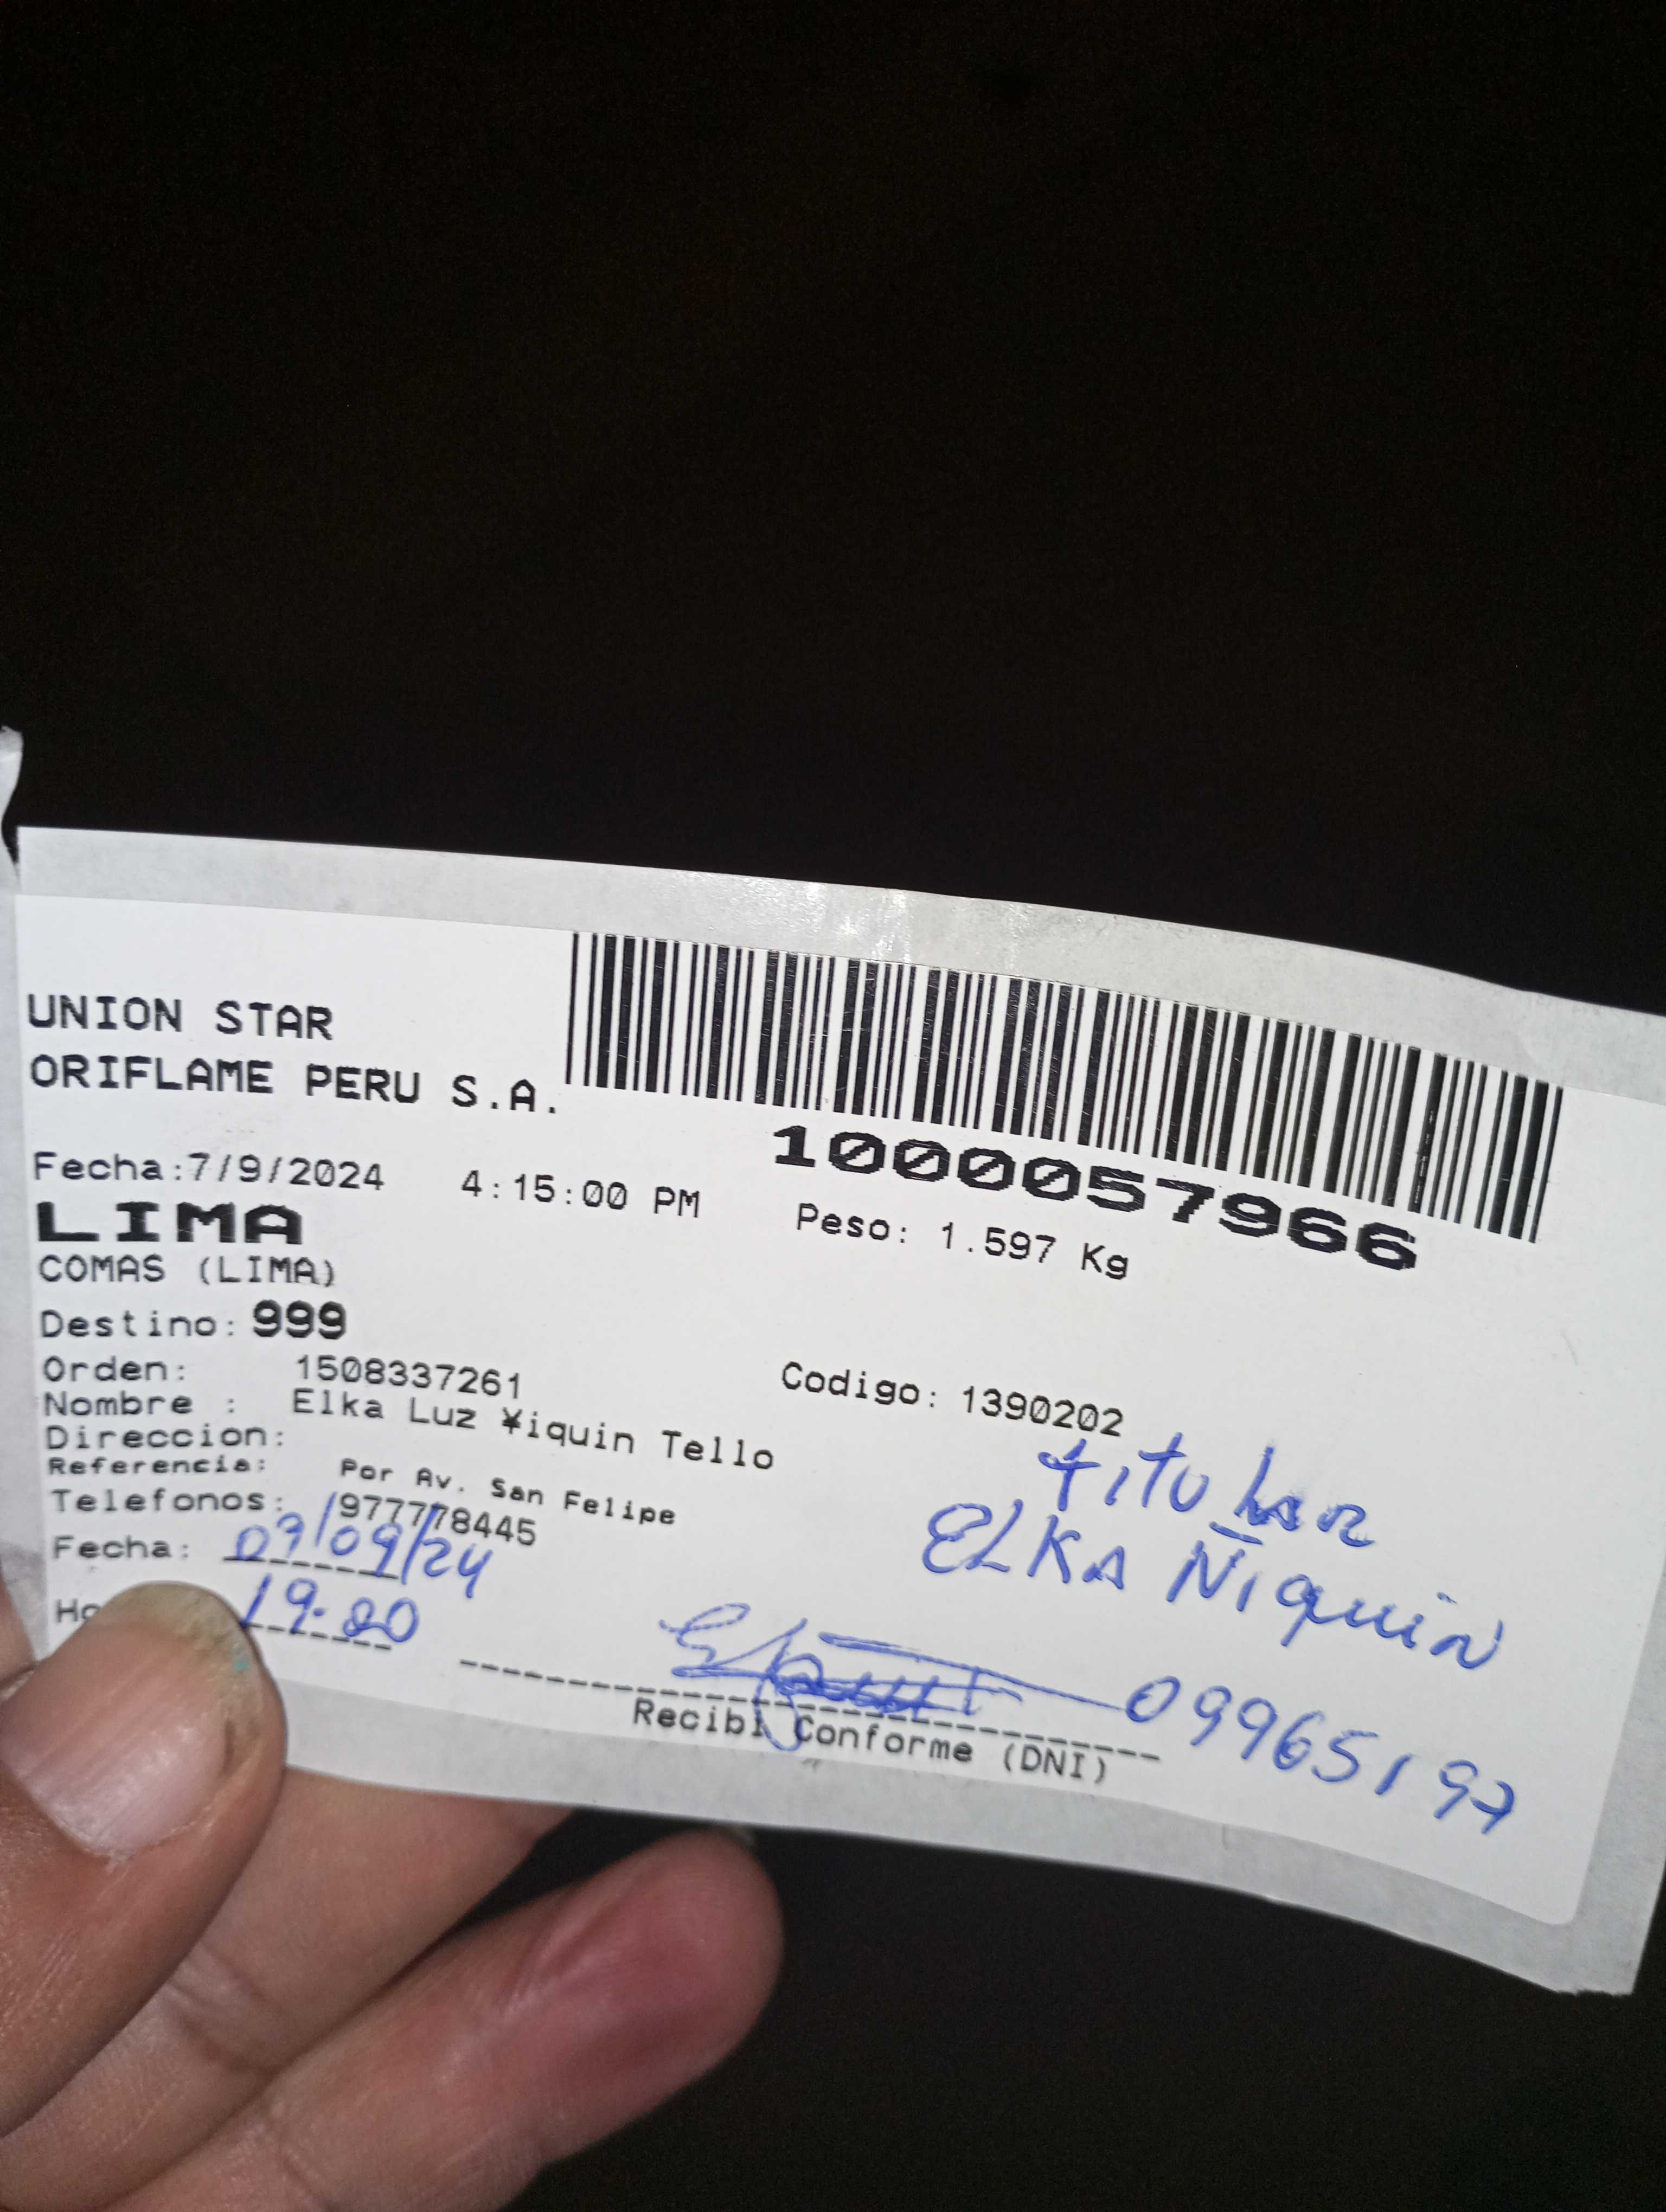 UNION STAR
ORIFLAME PERU S.A.
1000057966
Fecha:7/9/2024 4:15:00 PM Peso: 1.597 Kg
LIMA
COMAS (LIMA)
Destino: 999
Orden: 1508337261 Codigo: 1390202
Nombre : Elka Luz ¥iquin Tello
Direccion:
Referencia: Por Av. San Felipe
Telefonos: 977778445
titular
ELKA Ñiquin
Fecha: 07/09/24
19-20
09965197
Recibi Conforme (DNI)